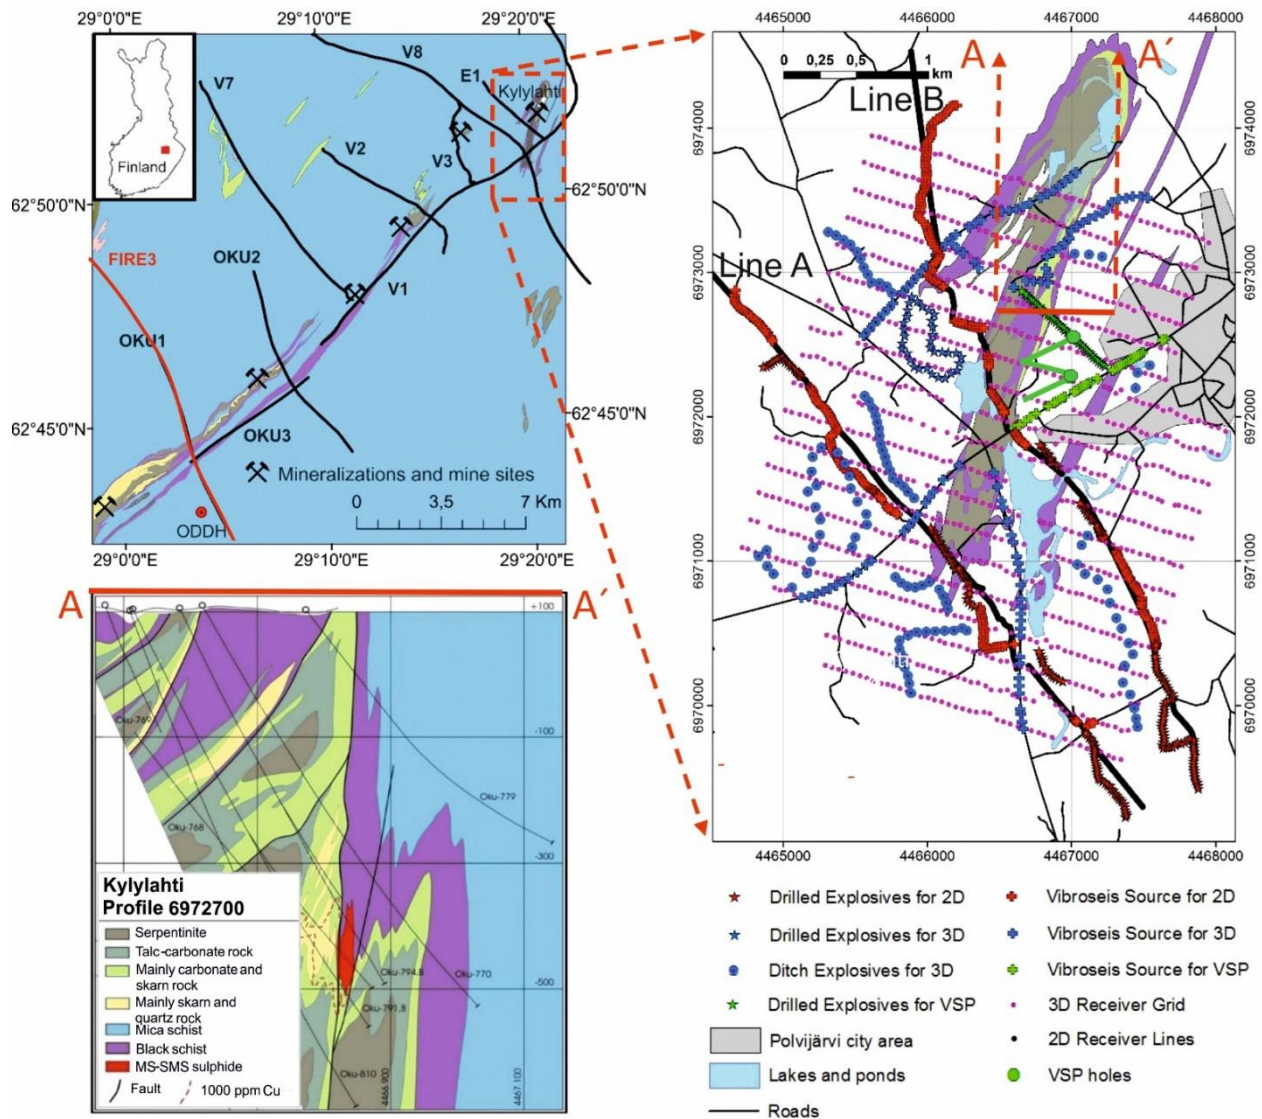 29°0'0"E
29°10'0"E
29°20'0"E
V8
V7
E1
Kylylahti
Finland
V2
V3
62°50'0"N
62°50'0"N
FIRE3
OKU2
V1
OKU1
62°45'0"N
62°45'0"N
OKU3
Mineralizations and mine sites
0 3,5 7 Km
ODDH
29°0'0"E
29°10'0"E
29°20'0"E
A
A´
+100
-100
-300
-500
Oku-769
Oku-779
Oku-768
Oku-794.8
Oku-770
Oku-791,8
Oku-810
4466 900
4467 100
Kylylahti
Profile 6972700
Serpentinite
Talc-carbonate rock
Mainly carbonate and
skarn rock
Mainly skarn and
quartz rock
Mica schist
Black schist
MS-SMS sulphide
Fault
1000 ppm Cu
4465000 4466000 4467000 4468000
0 0,25 0,5 1
km
A
A´
Line B
Line A
6974000
6973000
6972000
6971000
6970000
6974000
6973000
6972000
6971000
6970000
4465000 4466000 4467000 4468000
Drilled Explosives for 2D
Drilled Explosives for 3D
Ditch Explosives for 3D
Drilled Explosives for VSP
Polvijärvi city area
Lakes and ponds
Roads
Vibroseis Source for 2D
Vibroseis Source for 3D
Vibroseis Source for VSP
3D Receiver Grid
2D Receiver Lines
VSP holes